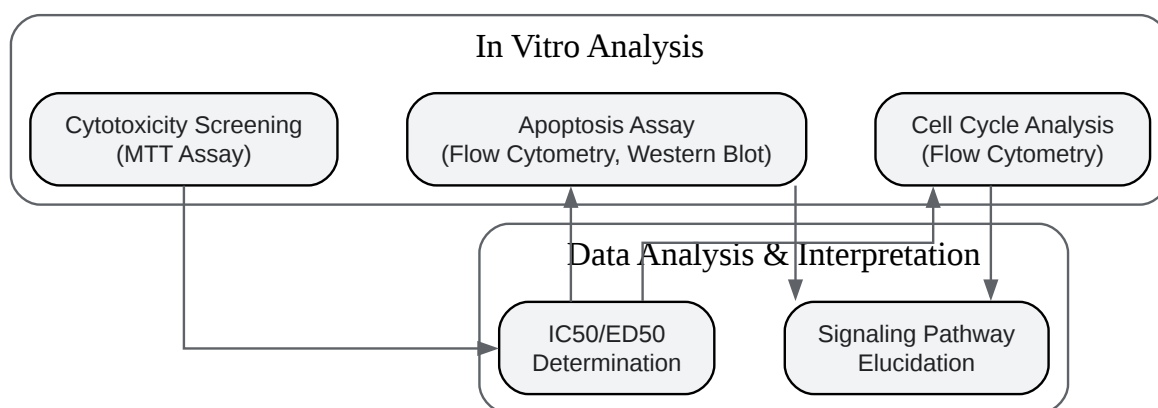 In Vitro Analysis
Cytotoxicity Screening
(MTT Assay)
Apoptosis Assay
(Flow Cytometry, Western Blot)
Cell Cycle Analysis
(Flow Cytometry)
Data Analysis & Interpretation
IC50/ED50
Determination
Signaling Pathway
Elucidation